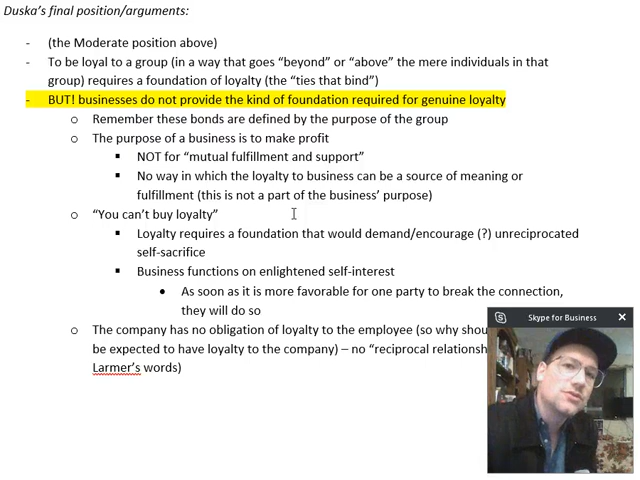 Duska's final position/arguments:
- (the Moderate position above)
- To be loyal to a group (in a way that goes "beyond" or "above" the mere individuals in that
group) requires a foundation of loyalty (the "ties that bind")
- BUT! businesses do not provide the kind of foundation required for genuine loyalty
o Remember these bonds are defined by the purpose of the group
o The purpose of a business is to make profit
▪ NOT for "mutual fulfillment and support"
▪ No way in which the loyalty to business can be a source of meaning or
fulfillment (this is not a part of the business' purpose)
o "You can't buy loyalty"
▪ Loyalty requires a foundation that would demand/encourage (?) unreciprocated
self-sacrifice
▪ Business functions on enlightened self-interest
• As soon as it is more favorable for one party to break the connection,
they will do so
Skype for Business
o The company has no obligation of loyalty to the employee (so why shou
be expected to have loyalty to the company) – no "reciprocal relationsh
Larmer's words)